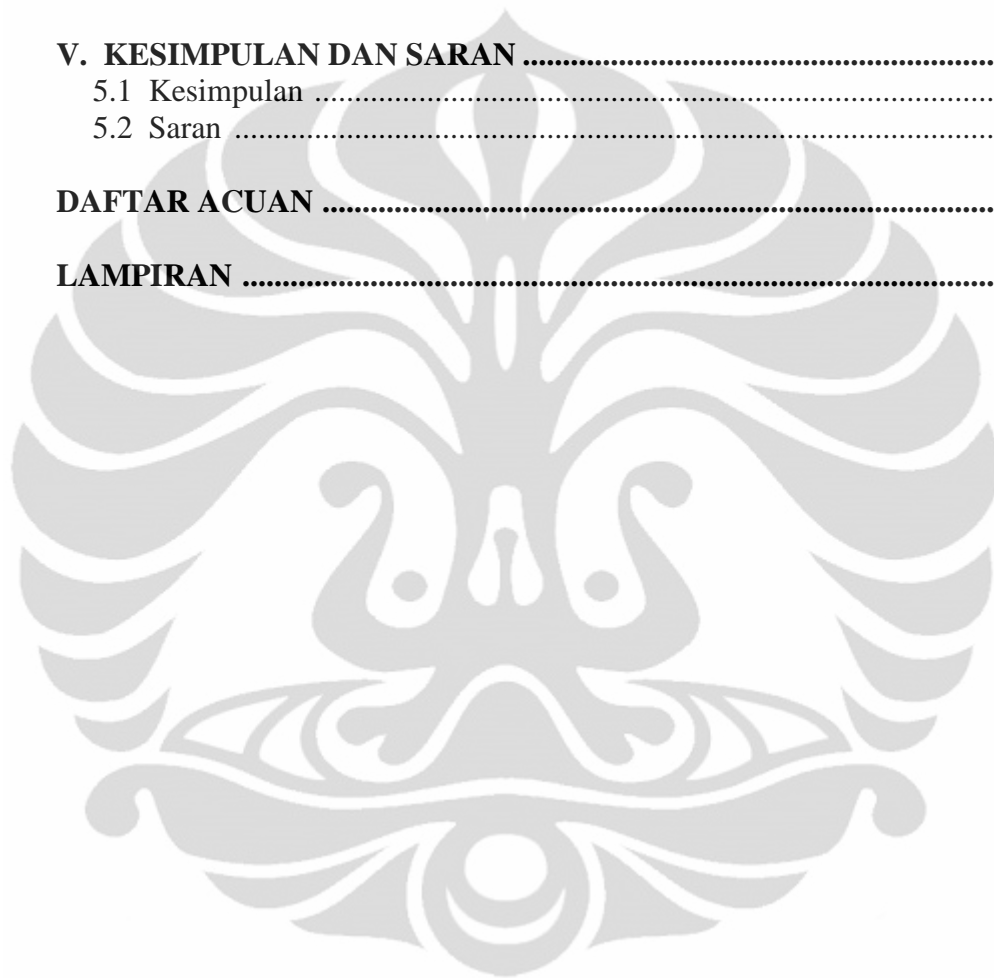 V. KESIMPULAN DAN SARAN ................................................................
5.1 Kesimpulan ................................................................................
5.2 Saran ................................................................................
DAFTAR ACUAN ................................................................................
LAMPIRAN ................................................................................